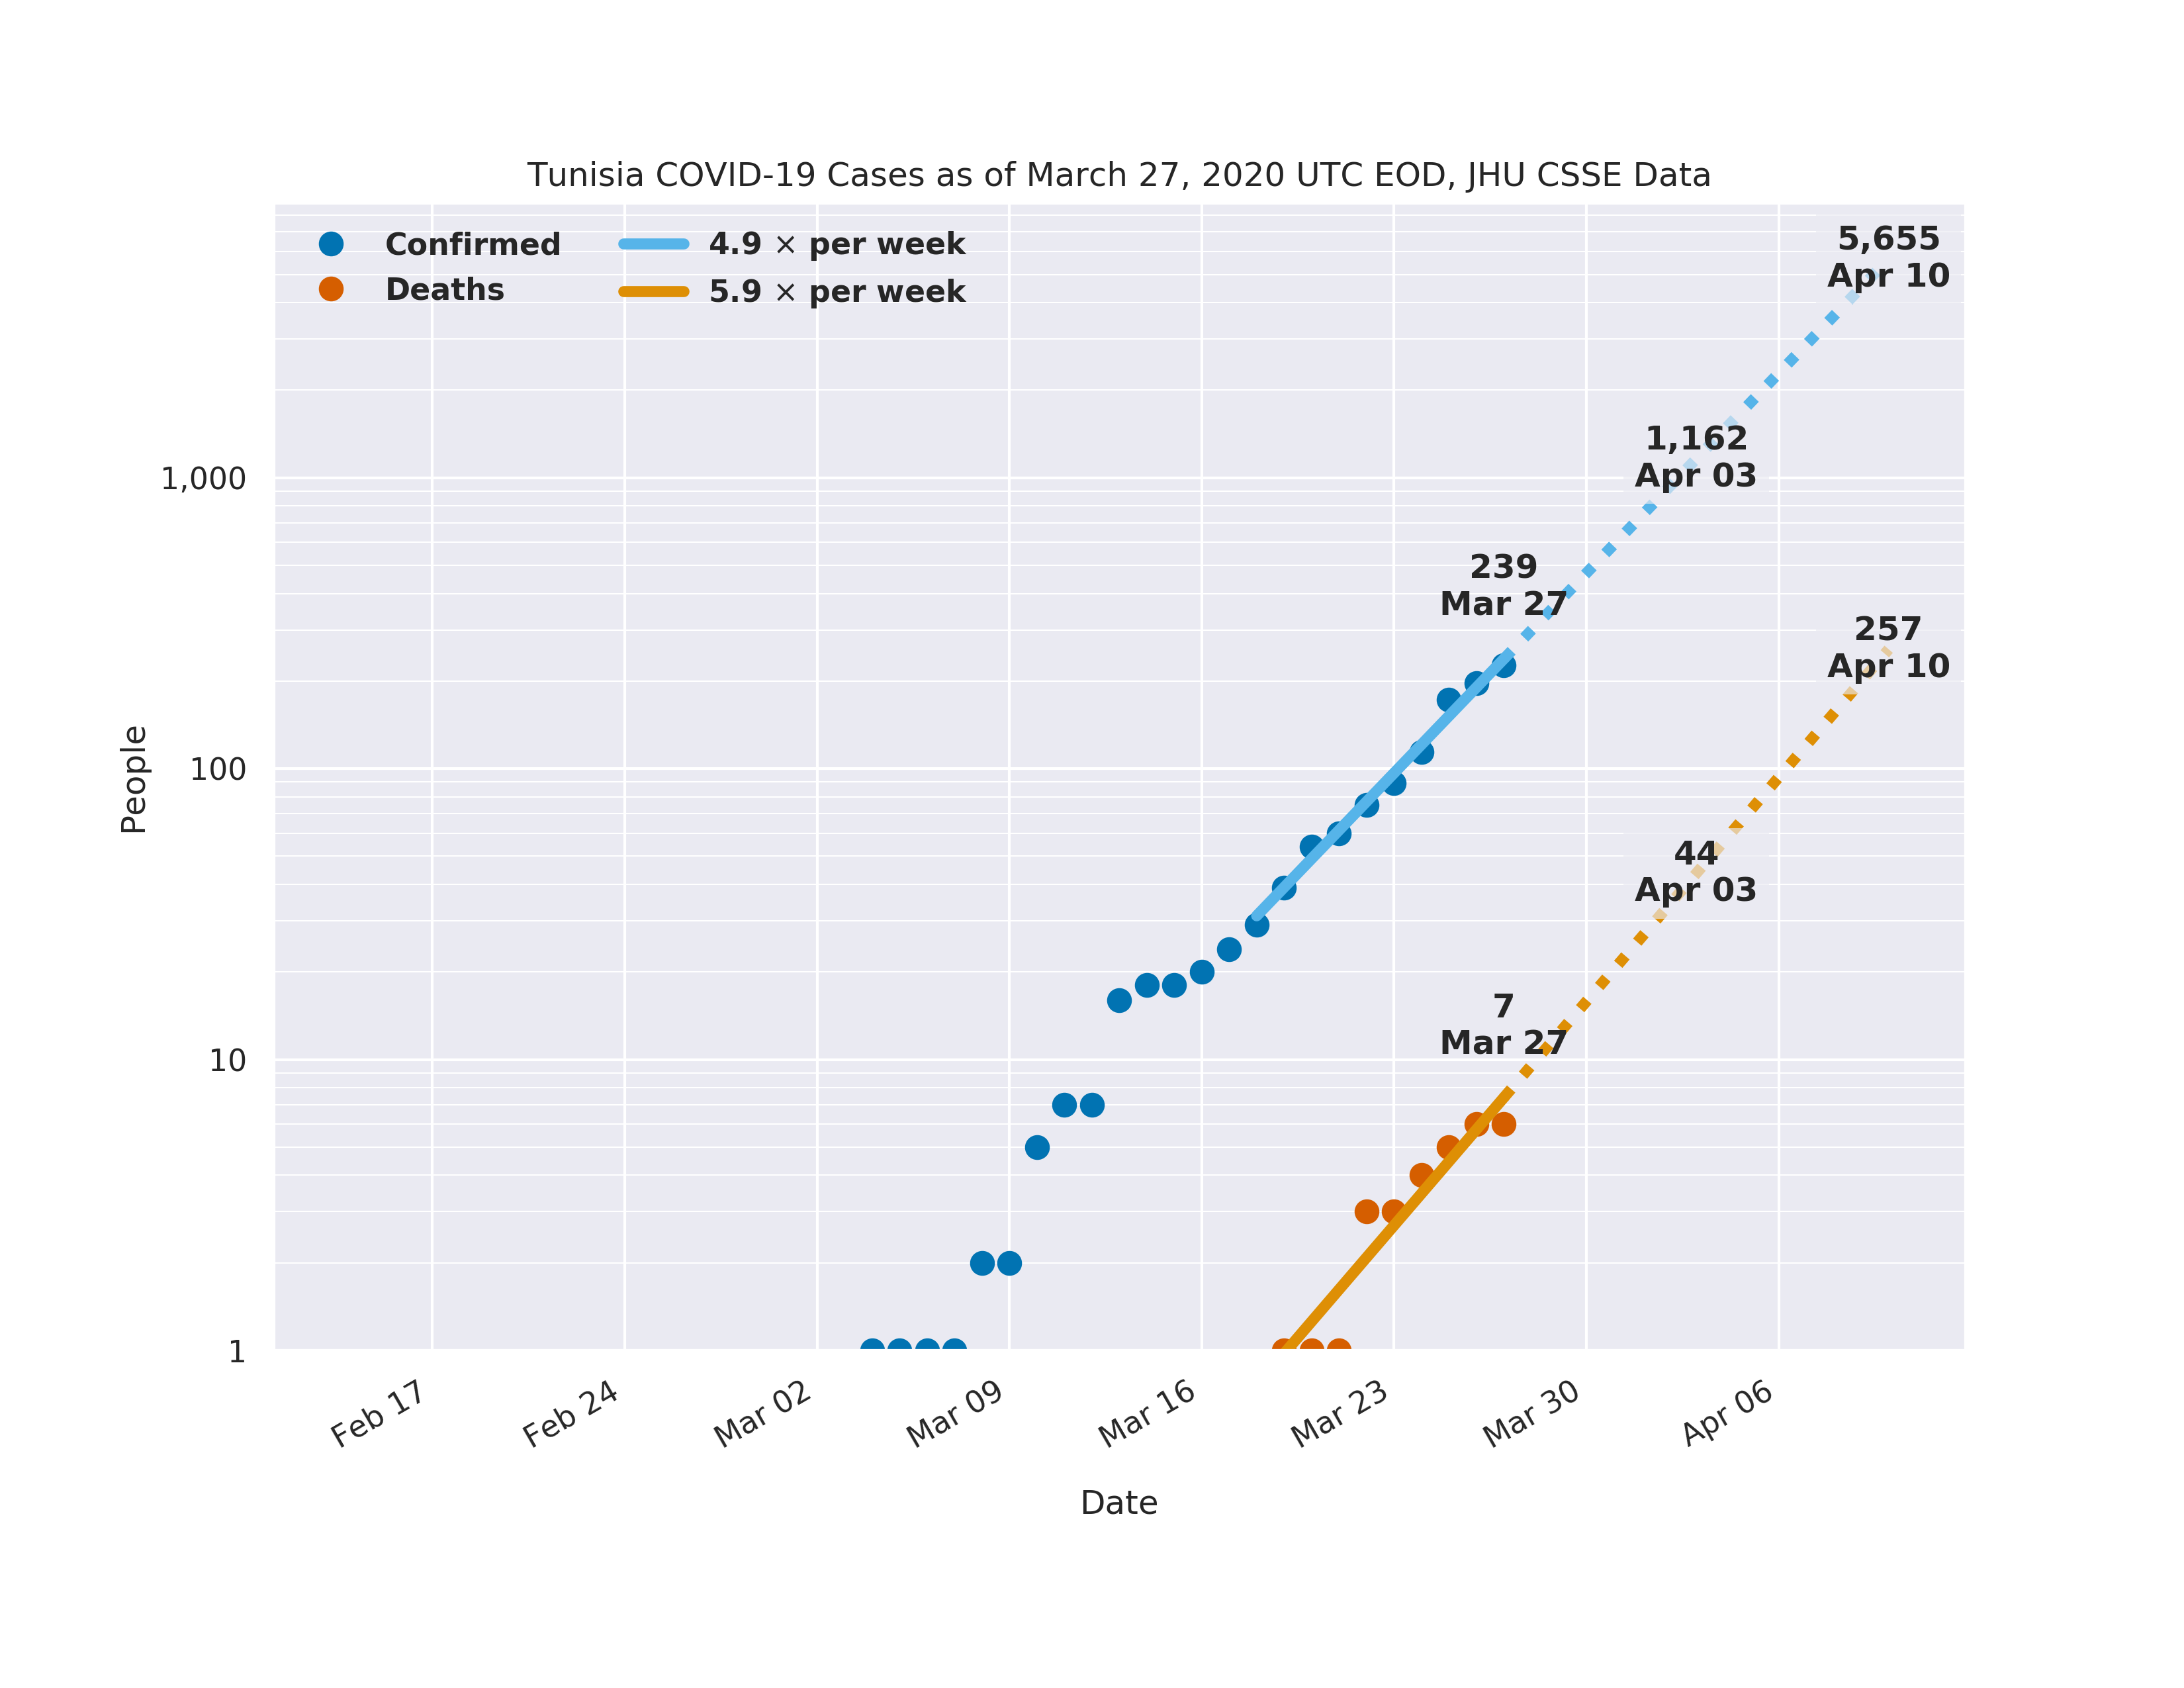 Tunisia COVID-19 Cases as of March 27, 2020 UTC EOD, JHU CSSE Data
Confirmed
Deaths
4.9 × per week
5.9 × per week
5,655
Apr 10
1,162
Apr 03
239
Mar 27
257
Apr 10
44
Apr 03
7
Mar 27
People
1,000
100
10
1
Feb 17
Feb 24
Mar 02
Mar 09
Mar 16
Mar 23
Mar 30
Apr 06
Date